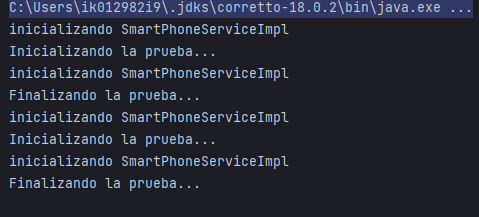 C:\Users\ik012982i9\.jdks\corretto-18.0.2\bin\java.exe ...
inicializando SmartPhoneServiceImpl
Inicializando la prueba...
inicializando SmartPhoneServiceImpl
Finalizando la prueba...
inicializando SmartPhoneServiceImpl
Inicializando la prueba...
inicializando SmartPhoneServiceImpl
Finalizando la prueba...